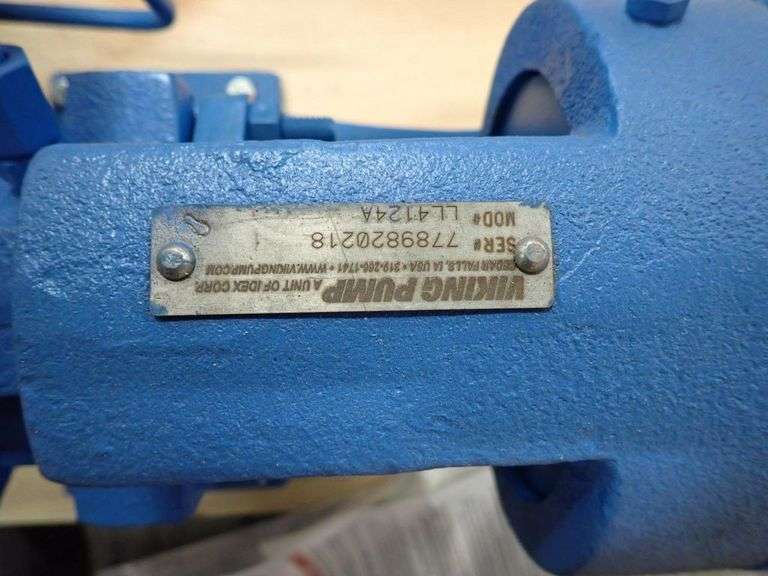 VIKING PUMP A UNIT OF IDEX CORP.
CEDAR FALLS, IA USA • 319-266-1741 • WWW.VIKINGPUMP.COM
SER# 7789820218
MOD# LL4124A